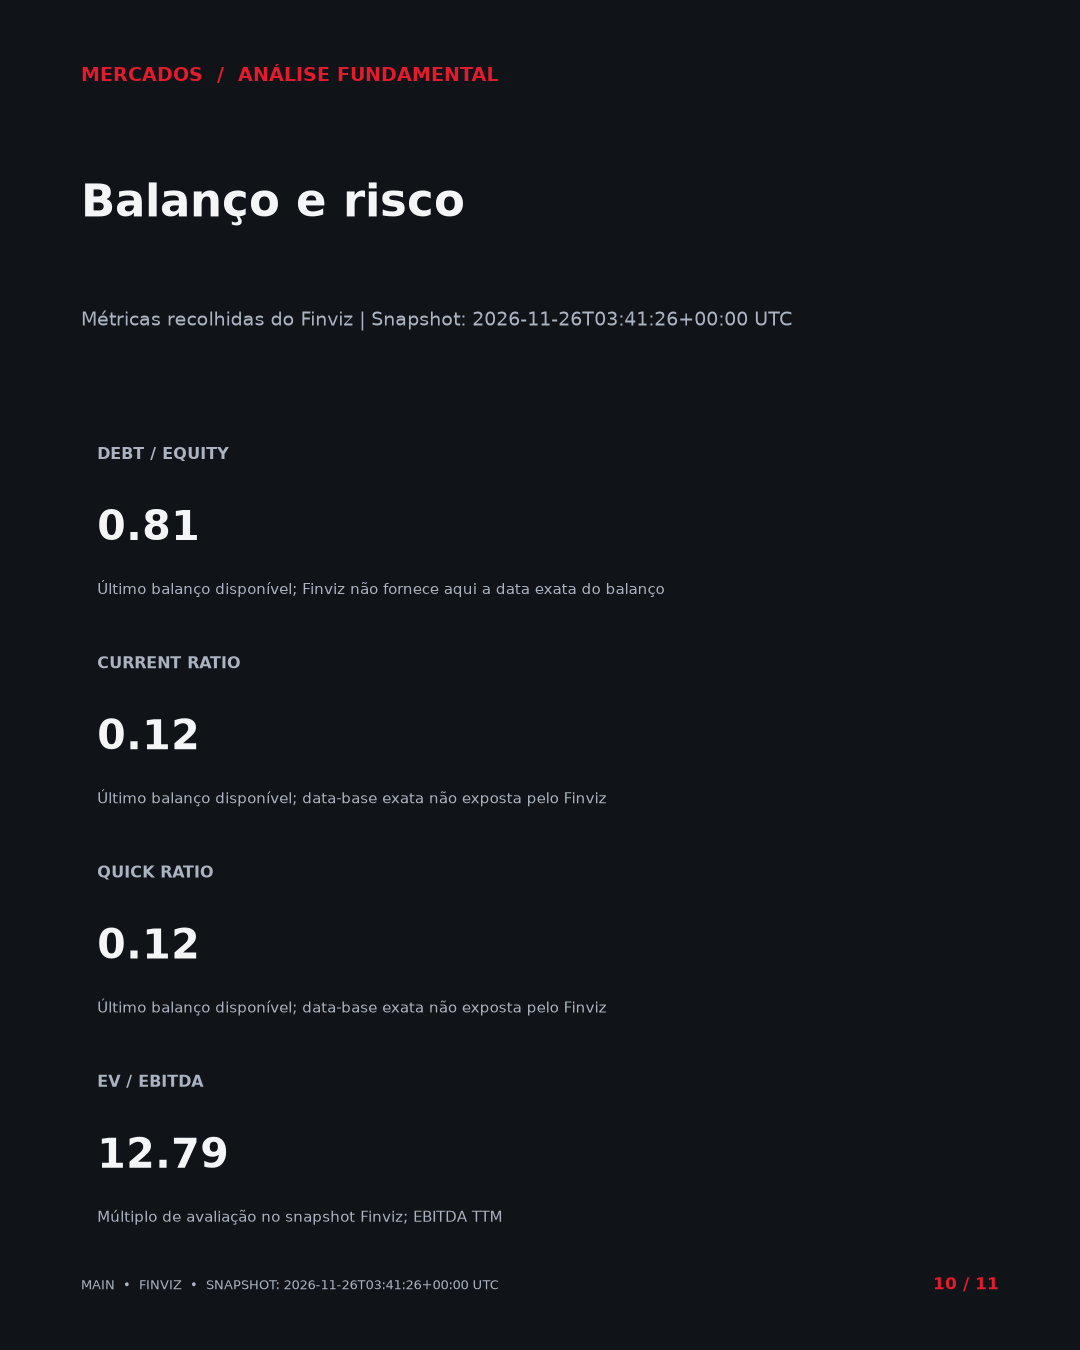 MERCADOS / ANÁLISE FUNDAMENTAL
Balanço e risco
Métricas recolhidas do Finviz | Snapshot: 2026-11-26T03:41:26+00:00 UTC
DEBT / EQUITY
0.81
Último balanço disponível; Finviz não fornece aqui a data exata do balanço
CURRENT RATIO
0.12
Último balanço disponível; data-base exata não exposta pelo Finviz
QUICK RATIO
0.12
Último balanço disponível; data-base exata não exposta pelo Finviz
EV / EBITDA
12.79
Múltiplo de avaliação no snapshot Finviz; EBITDA TTM
MAIN • FINVIZ • SNAPSHOT: 2026-11-26T03:41:26+00:00 UTC
10 / 11